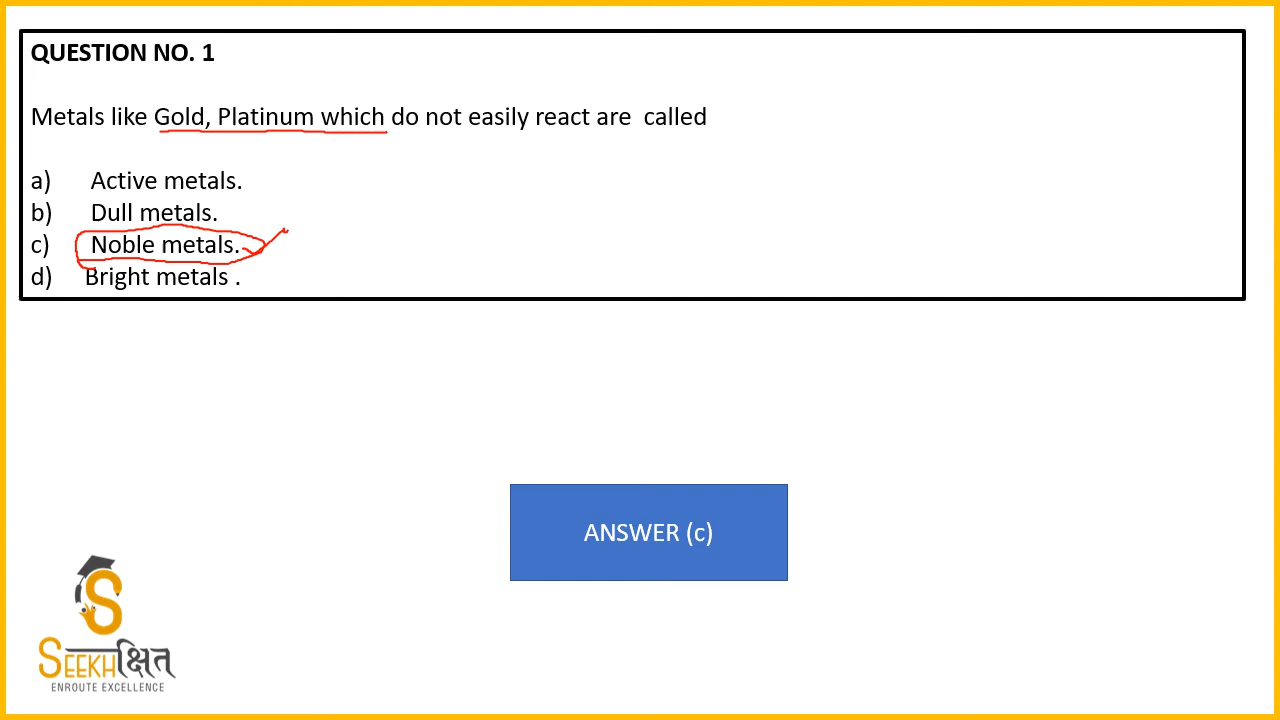 QUESTION NO. 1
Metals like Gold, Platinum which do not easily react are called
a) Active metals.
b) Dull metals.
c) Noble metals.
d) Bright metals .
ANSWER (c)
SEEKHक्षित
ENROUTE EXCELLENCE